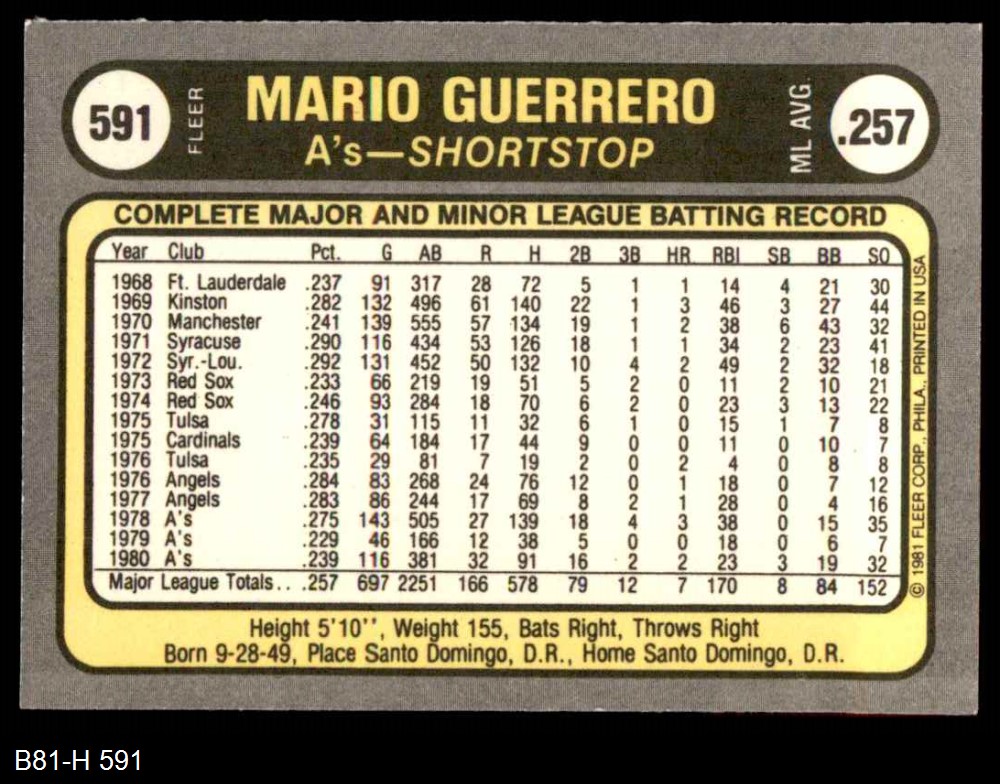 591 FLEER MARIO GUERRERO ML AVG. .257
A's—SHORTSTOP
COMPLETE MAJOR AND MINOR LEAGUE BATTING RECORD
Year Club Pct. G AB R H 2B 3B HR RBI SB BB SO
1968 Ft. Lauderdale .237 91 317 28 72 5 1 1 14 4 21 30
1969 Kinston .282 132 496 61 140 22 1 3 46 3 27 44
1970 Manchester .241 139 555 57 134 19 1 2 38 6 43 32
1971 Syracuse .290 116 434 53 126 18 1 1 34 2 23 41
1972 Syr.-Lou. .292 131 452 50 132 10 4 2 49 2 32 18
1973 Red Sox .233 66 219 19 51 5 2 0 11 2 10 21
1974 Red Sox .246 93 284 18 70 6 2 0 23 3 13 22
1975 Tulsa .278 31 115 11 32 6 1 0 15 1 7 8
1975 Cardinals .239 64 184 17 44 9 0 0 11 0 10 7
1976 Tulsa .235 29 81 7 19 2 0 2 4 0 8 8
1976 Angels .284 83 268 24 76 12 0 1 18 0 7 12
1977 Angels .283 86 244 17 69 8 2 1 28 0 4 16
1978 A's .275 143 505 27 139 18 4 3 38 0 15 35
1979 A's .229 46 166 12 38 5 0 0 18 0 6 7
1980 A's .239 116 381 32 91 16 2 2 23 3 19 32
Major League Totals . . .257 697 2251 166 578 79 12 7 170 8 84 152
© 1981 FLEER CORP., PHILA., PRINTED IN USA
Height 5'10'', Weight 155, Bats Right, Throws Right
Born 9-28-49, Place Santo Domingo, D.R., Home Santo Domingo, D.R.
B81-H 591